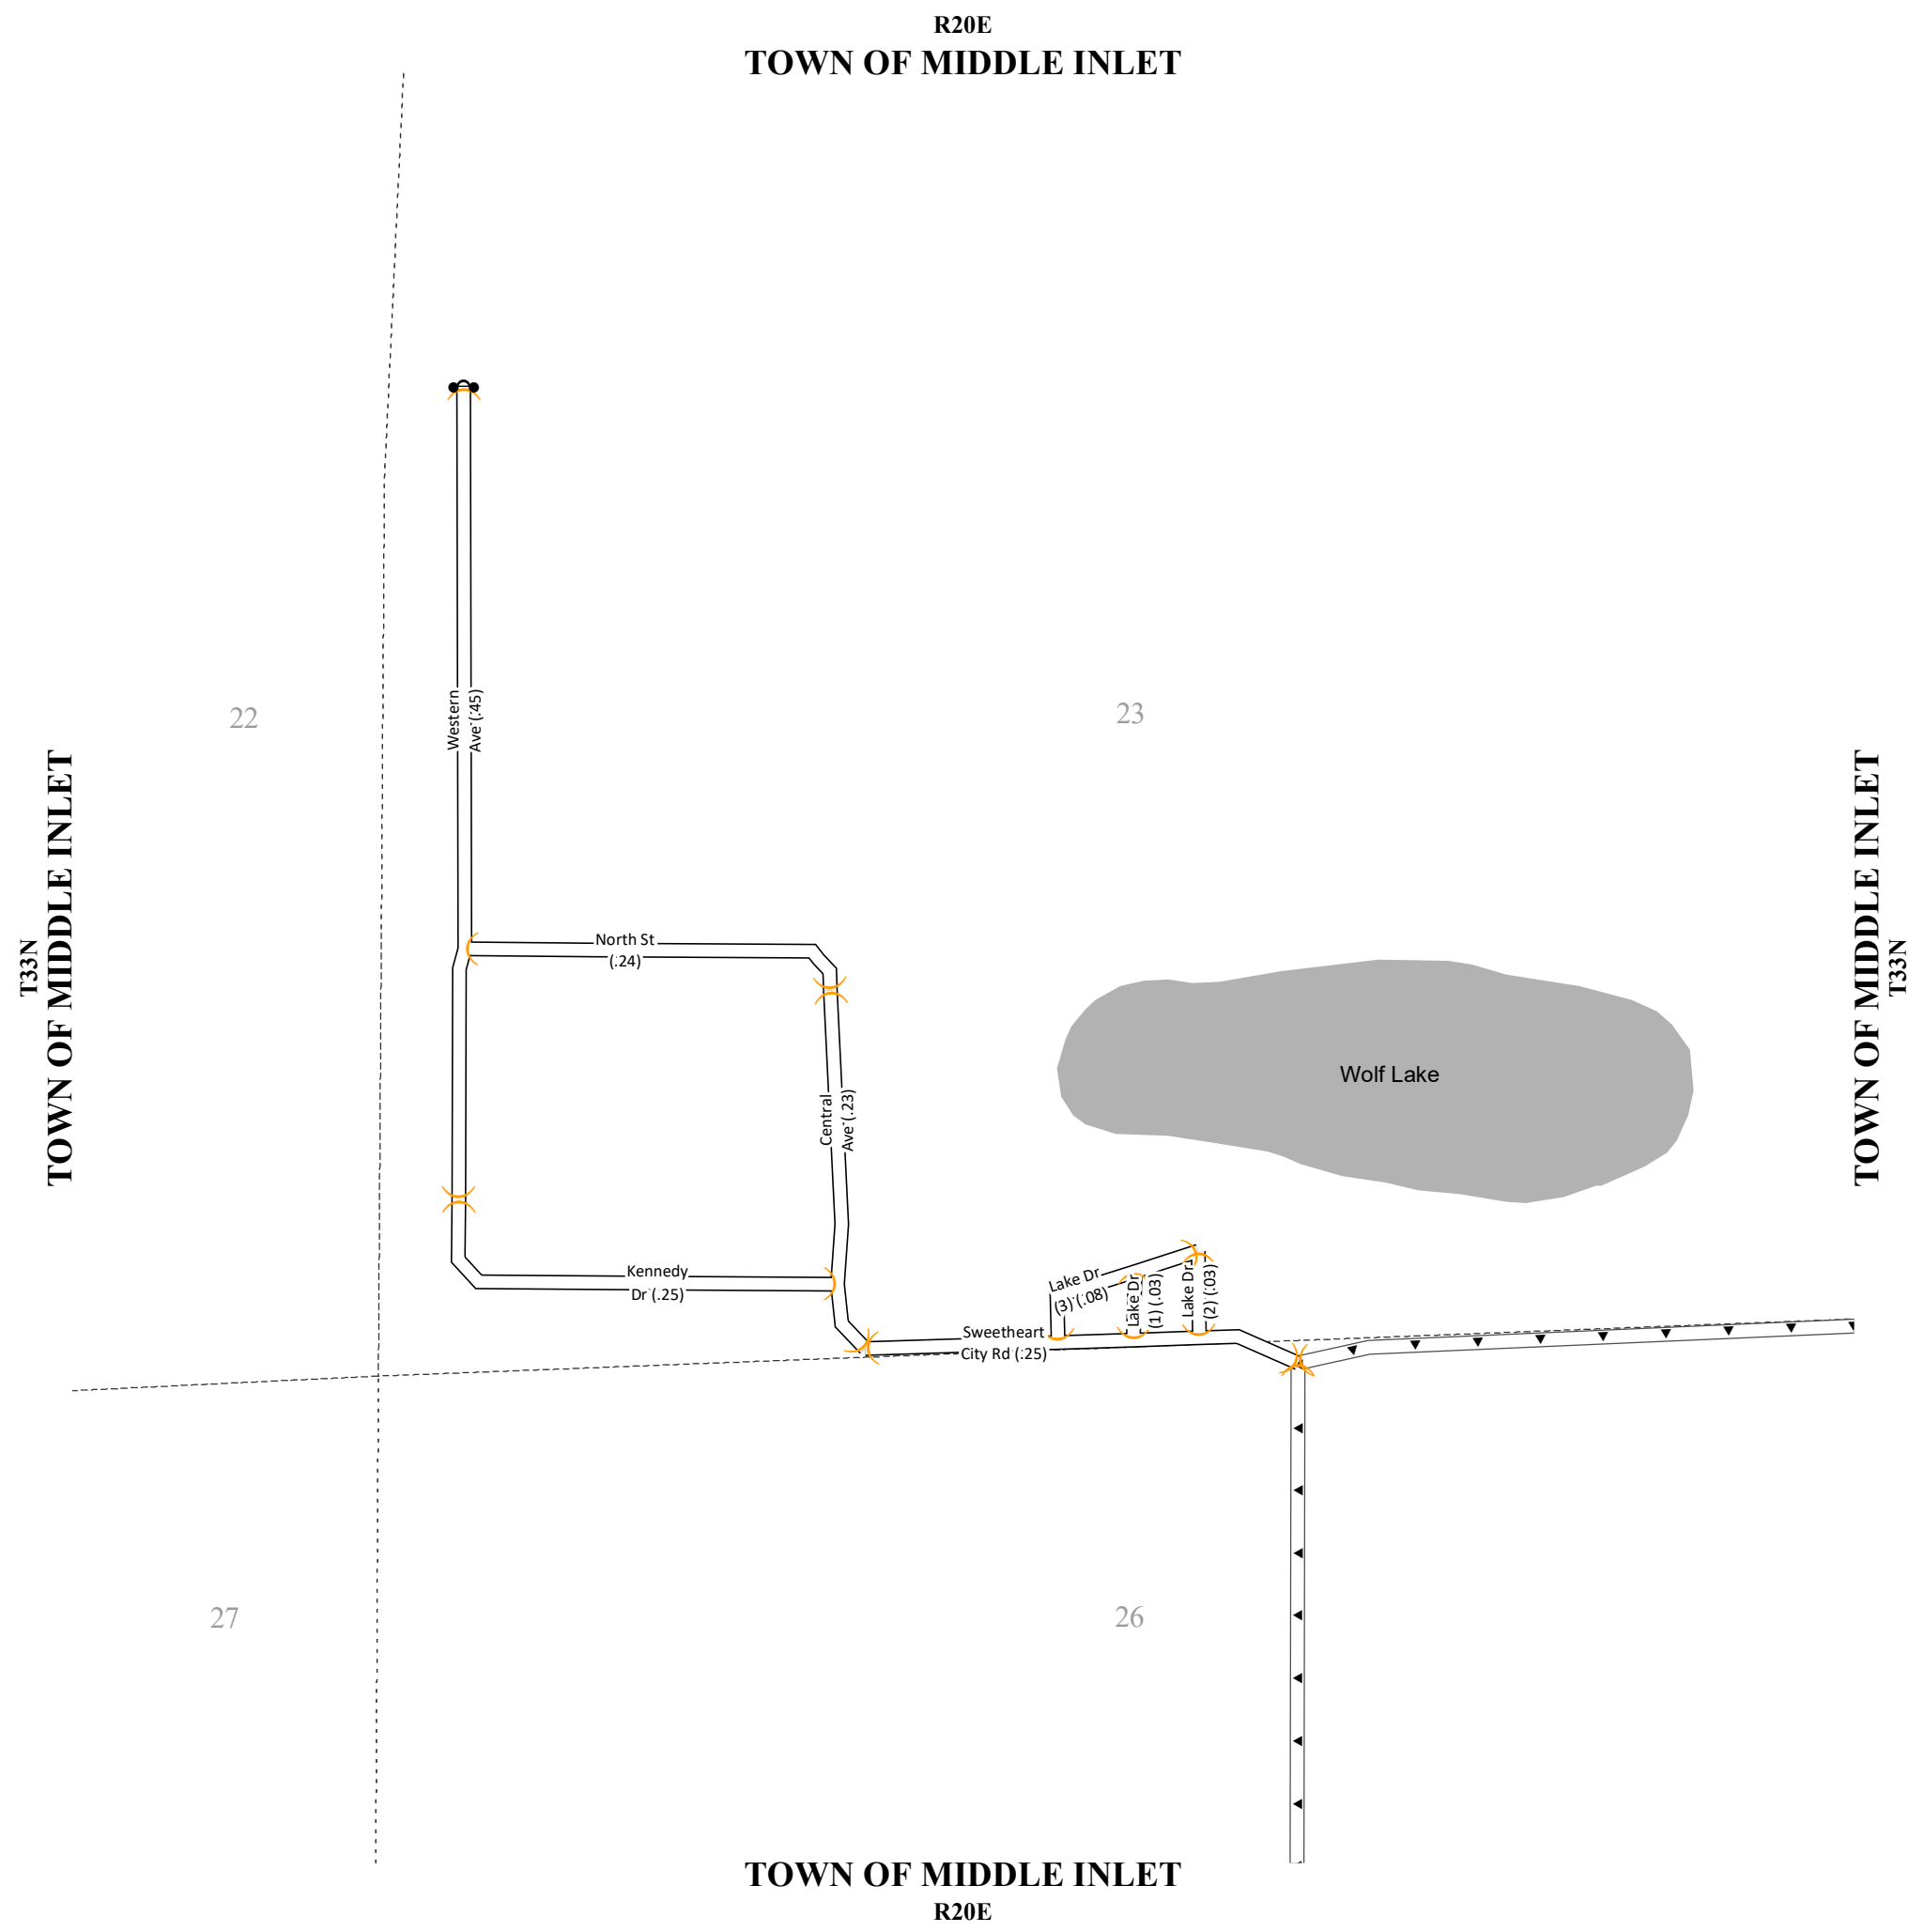 R20E
TOWN OF MIDDLE INLET
22
23
T33N
TOWN OF MIDDLE INLET
TOWN OF MIDDLE INLET
T33N
Western
Ave (.45)
North St
(.24)
Central
Ave (.23)
Wolf Lake
Kennedy
Dr (.25)
Lake Dr
(3) (.08)
Lake Dr
(1) (.03)
Lake Dr
(2) (.03)
Sweetheart
City Rd (.25)
27
26
TOWN OF MIDDLE INLET
R20E